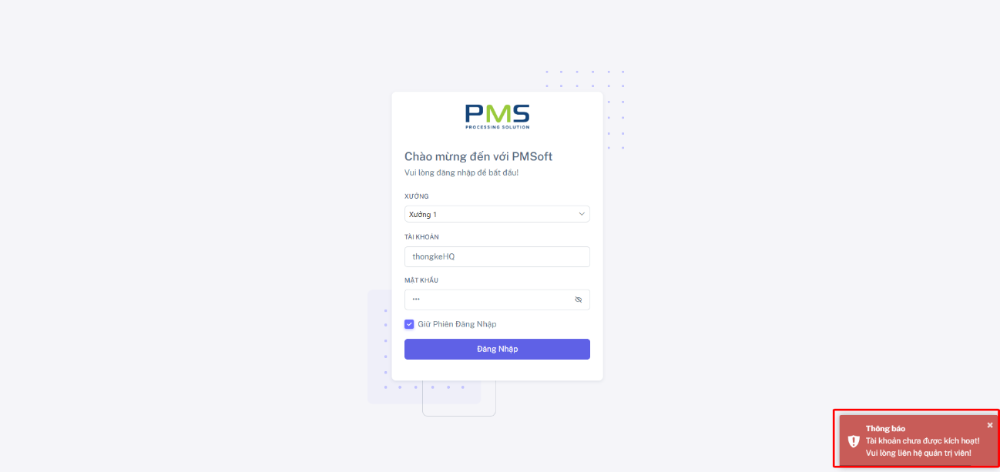 PMS
PROCESSING SOLUTION
Chào mừng đến với PMSoft
Vui lòng đăng nhập để bắt đầu!
XƯỞNG
Xưởng 1
TÀI KHOẢN
thongkeHQ
MẬT KHẨU
•••
Giữ Phiên Đăng Nhập
Đăng Nhập
Thông báo
Tài khoản chưa được kích hoạt!
Vui lòng liên hệ quản trị viên!